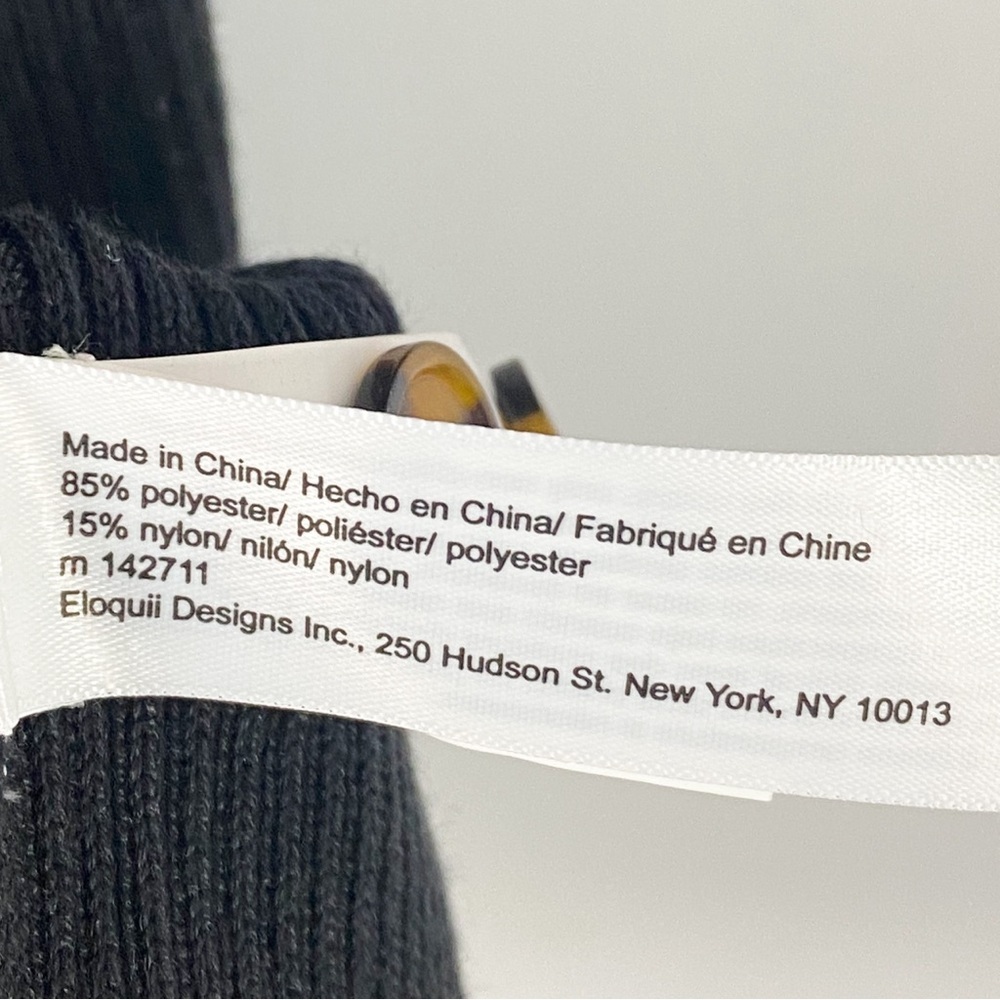 Made in China/ Hecho en China/ Fabriqué en Chine
85% polyester/ poliéster/ polyester
15% nylon/ nilón/ nylon
m 142711
Eloquii Designs Inc., 250 Hudson St. New York, NY 10013